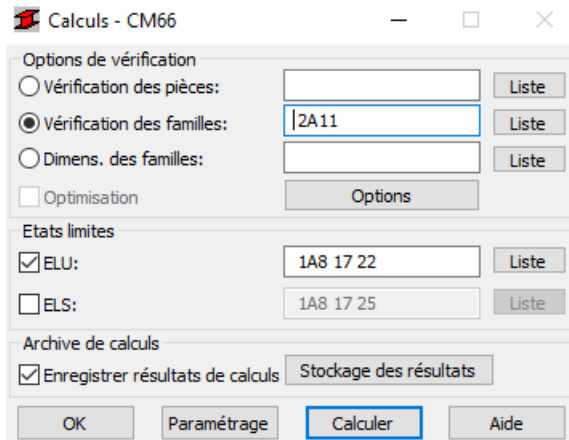 Calculs - CM66
Options de vérification
Vérification des pièces: Liste
Vérification des familles: 2A11 Liste
Dimens. des familles: Liste
Optimisation Options
Etats limites
ELU: 1A8 17 22 Liste
ELS: 1A8 17 25 Liste
Archive de calculs
Enregistrer résultats de calculs Stockage des résultats
OK Paramétrage Calculer Aide